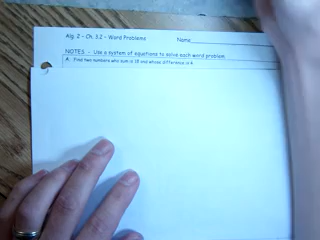 Alg. 2 - Ch. 3.2 - Word Problems Name
NOTES - Use a system of equations to solve each word problem
A. Find two numbers who sum is 18 and whose difference is 4